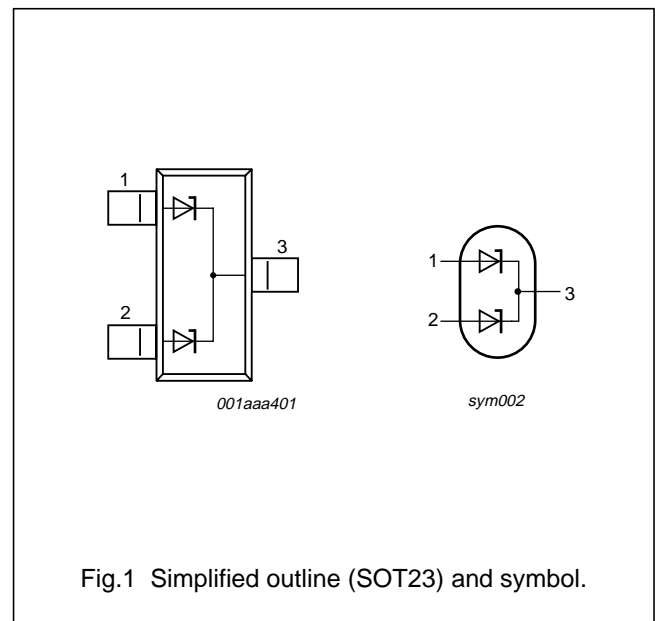 1
3
2
001aaa401
1
3
2
sym002
Fig.1 Simplified outline (SOT23) and symbol.